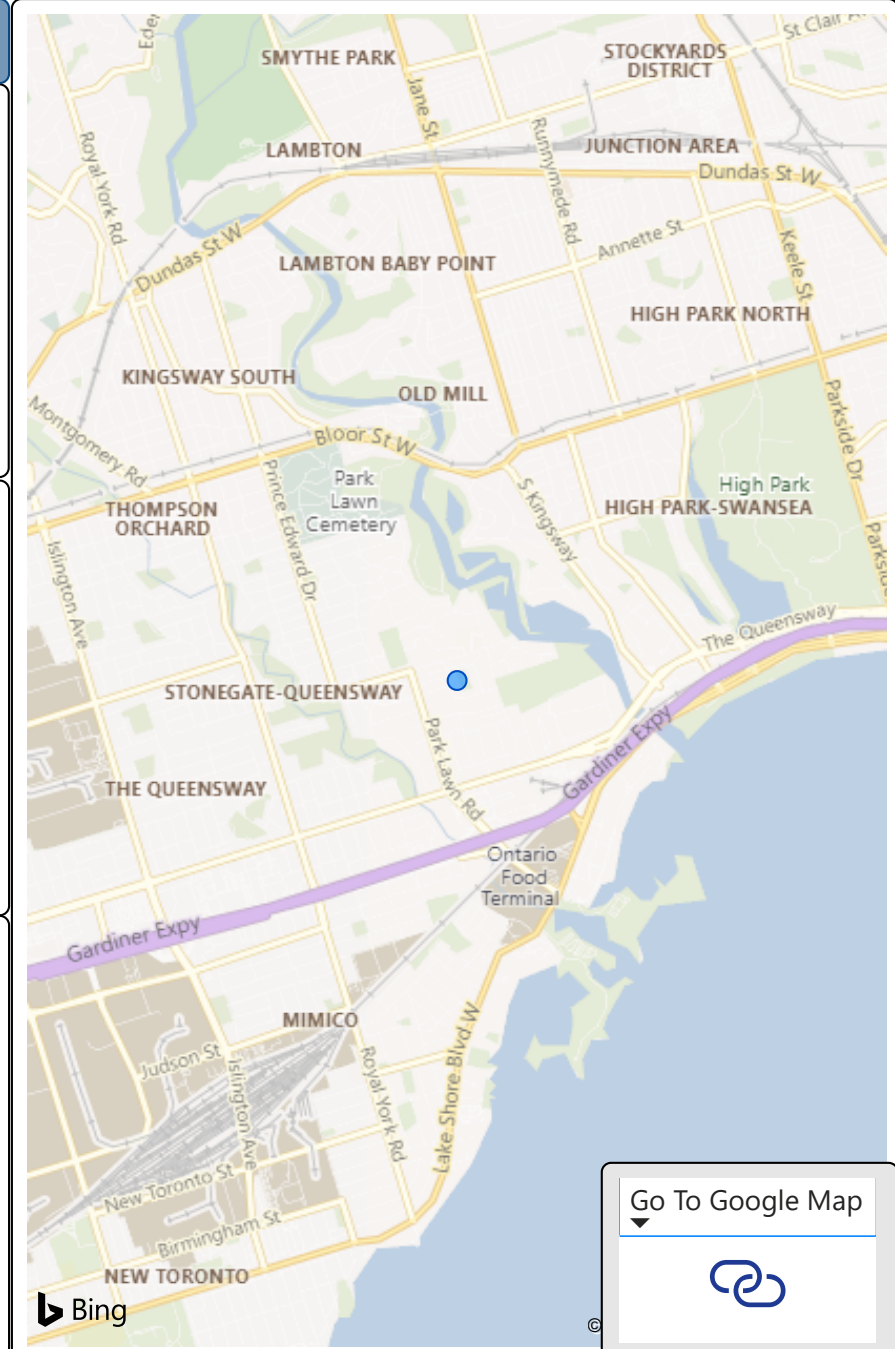 Eder
SMYTHE PARK
STOCKYARDS
DISTRICT
St Clair A
Jane St
Royal York Rd
LAMBTON
Runnymede Rd
JUNCTION AREA
Dundas St W
Dundas St W
Annette St
Keele St
LAMBTON BABY POINT
HIGH PARK NORTH
KINGSWAY SOUTH
OLD MILL
Montgomery Rd
Bloor St W
Parkside Dr
Park
Lawn
Cemetery
Prince Edward Dr
S Kingsway
High Park
HIGH PARK-SWANSEA
THOMPSON
ORCHARD
Islington Ave
Parkside
The Queensway
STONEGATE-QUEENSWAY
Park Lawn Rd
Gardiner Expy
THE QUEENSWAY
Ontario
Food
Terminal
Gardiner Expy
MIMICO
Judson St
Islington Ave
Royal York Rd
Lake Shore Blvd W
New Toronto St
Birmingham St
NEW TORONTO
Bing
©
Go To Google Map